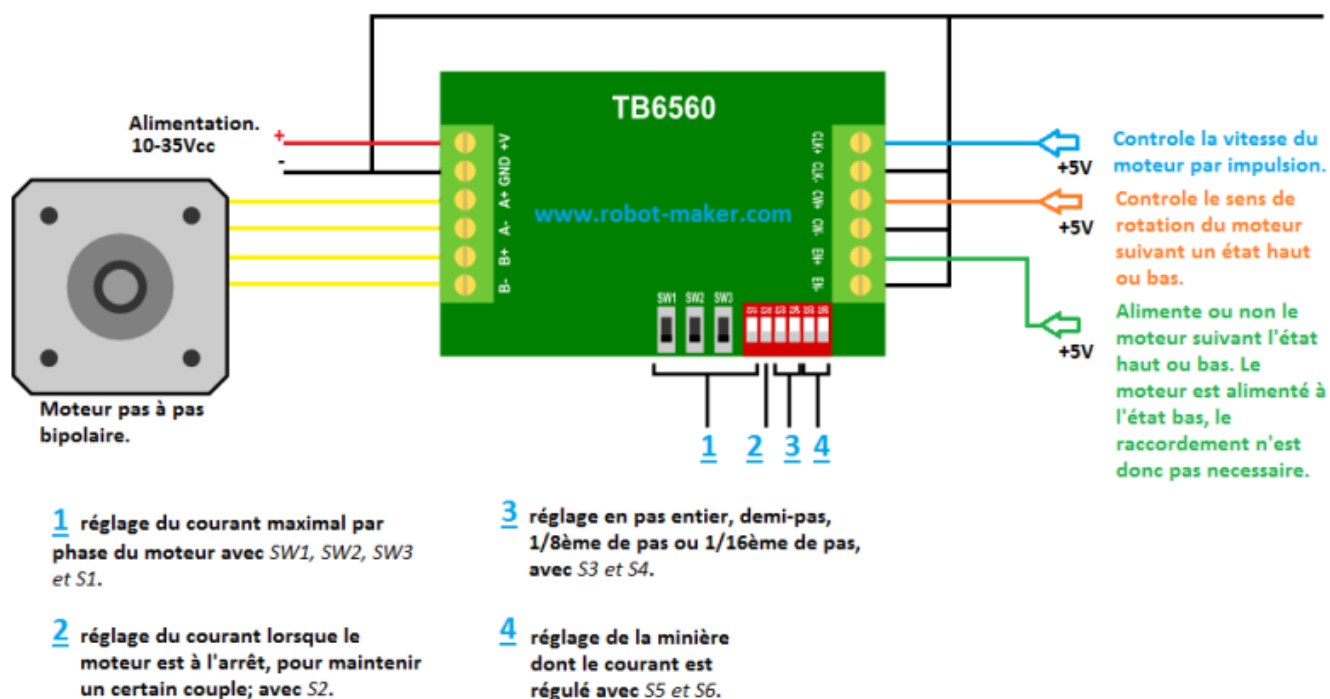 TB6560
Alimentation.
10-35Vcc
+
-
+V
GND
A+
A-
B+
B-
www.robot-maker.com
CLK+
CLK-
CW+
CW-
EN+
EN-
SW1 SW2 SW3
S1 S2 S3 S4 S5 S6
+5V
Controle la vitesse du
moteur par impulsion.
+5V
Controle le sens de
rotation du moteur
suivant un état haut
ou bas.
+5V
Alimente ou non le
moteur suivant l'état
haut ou bas. Le
moteur est alimenté à
l'état bas, le
raccordement n'est
donc pas necessaire.
Moteur pas à pas
bipolaire.
1 2 3 4
1 réglage du courant maximal par
phase du moteur avec SW1, SW2, SW3
et S1.
2 réglage du courant lorsque le
moteur est à l'arrêt, pour maintenir
un certain couple; avec S2.
3 réglage en pas entier, demi-pas,
1/8ème de pas ou 1/16ème de pas,
avec S3 et S4.
4 réglage de la minière
dont le courant est
régulé avec S5 et S6.